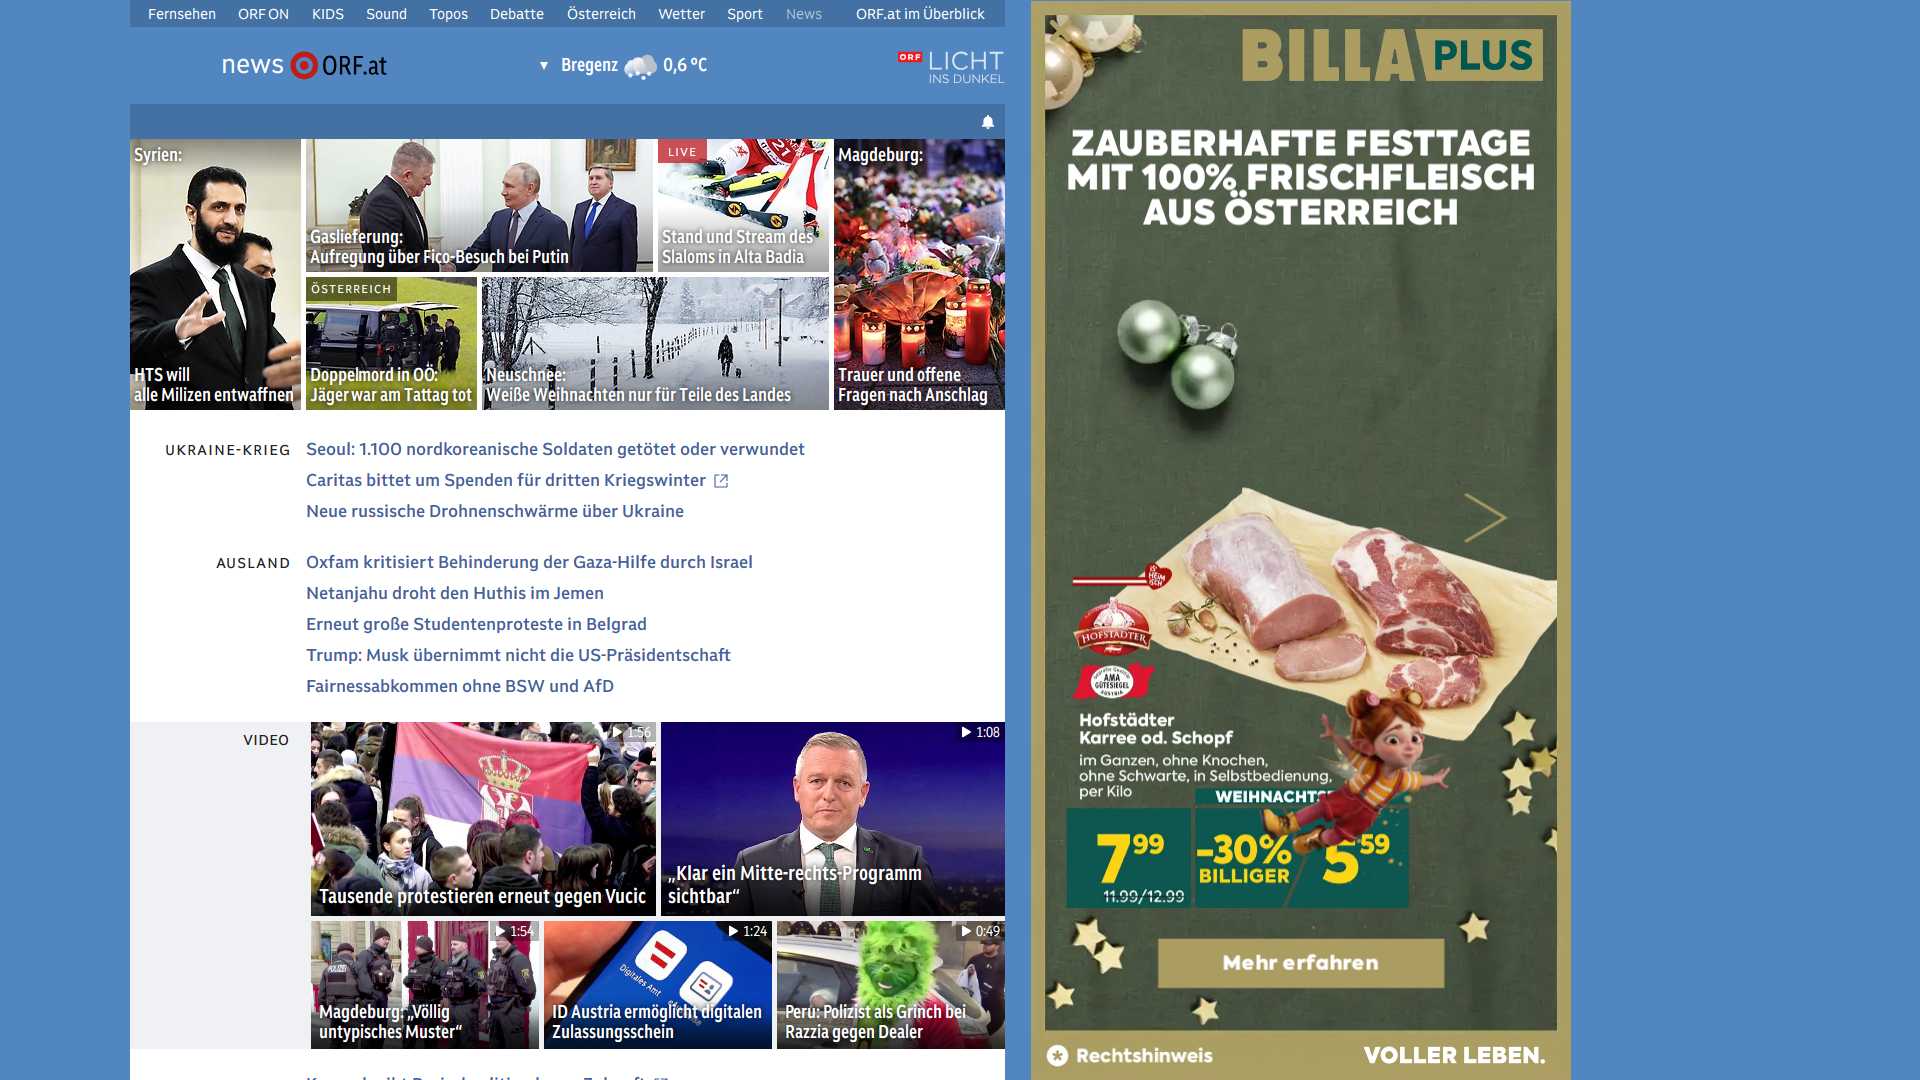 Fernsehen ORF ON KIDS Sound Topos Debatte Österreich Wetter Sport News ORF.at im Überblick
news ORF.at
Bregenz 0,6 °C
ORF LICHT
INS DUNKEL
Syrien:
HTS will
alle Milizen entwaffnen
Gaslieferung:
Aufregung über Fico-Besuch bei Putin
LIVE
21
Stand und Stream des
Slaloms in Alta Badia
Magdeburg:
Trauer und offene
Fragen nach Anschlag
ÖSTERREICH
Doppelmord in OÖ:
Jäger war am Tattag tot
Neuschnee:
Weiße Weihnachten nur für Teile des Landes
UKRAINE-KRIEG
Seoul: 1.100 nordkoreanische Soldaten getötet oder verwundet
Caritas bittet um Spenden für dritten Kriegswinter
Neue russische Drohnenschwärme über Ukraine
AUSLAND
Oxfam kritisiert Behinderung der Gaza-Hilfe durch Israel
Netanjahu droht den Huthis im Jemen
Erneut große Studentenproteste in Belgrad
Trump: Musk übernimmt nicht die US-Präsidentschaft
Fairnessabkommen ohne BSW und AfD
VIDEO
1:56
Tausende protestieren erneut gegen Vucic
1:08
„Klar ein Mitte-rechts-Programm
sichtbar“
1:54
POLIZEI
Magdeburg: „Völlig
untypisches Muster“
1:24
Digitales Amt
ID Austria ermöglicht digitalen
Zulassungsschein
0:49
Peru: Polizist als Grinch bei
Razzia gegen Dealer
BILLA PLUS
ZAUBERHAFTE FESTTAGE
MIT 100% FRISCHFLEISCH
AUS ÖSTERREICH
IS'
HEIM
ISCH
HOFSTÄDTER
AMA
GÜTESIEGEL
AUSTRIA
Hofstädter
Karree od. Schopf
im Ganzen, ohne Knochen,
ohne Schwarte, in Selbstbedienung,
per Kilo
7 99
11.99/12.99
-30%
BILLIGER
5 59
Mehr erfahren
Rechtshinweis
VOLLER LEBEN.